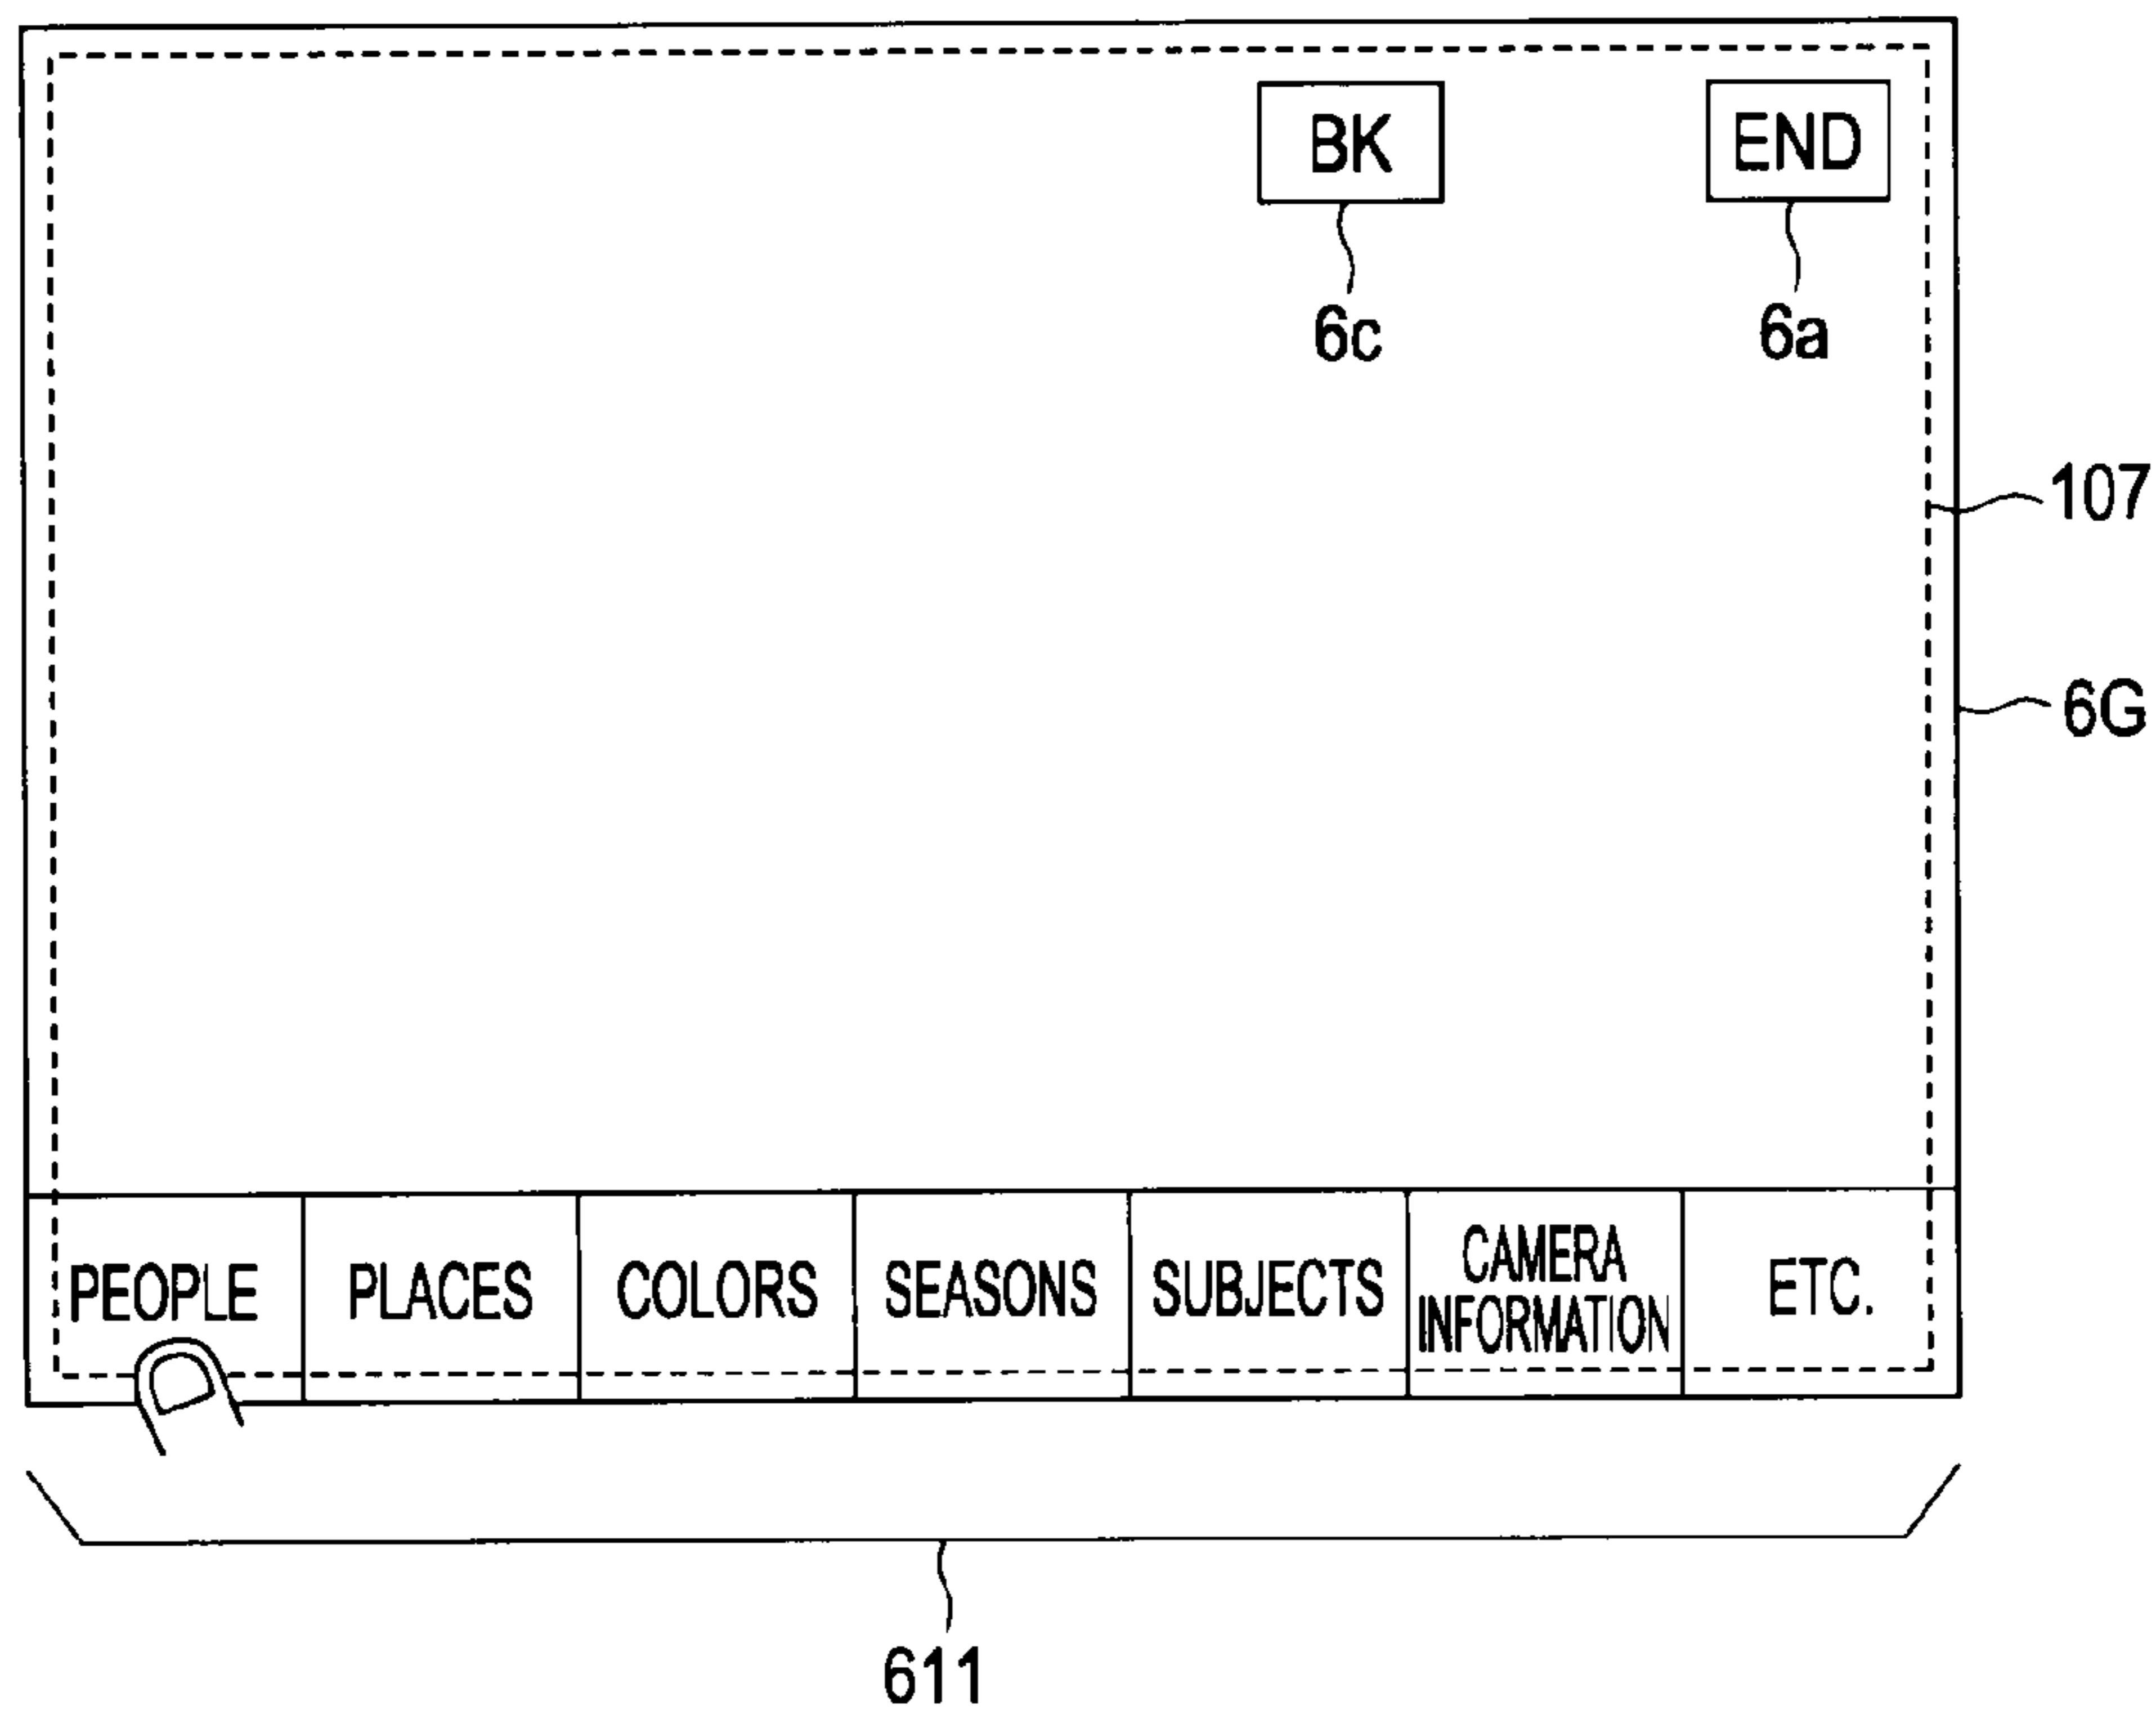 BK
END
6c
6a
107
6G
PEOPLE
PLACES
COLORS
SEASONS
SUBJECTS
CAMERA
INFORMATION
ETC.
611